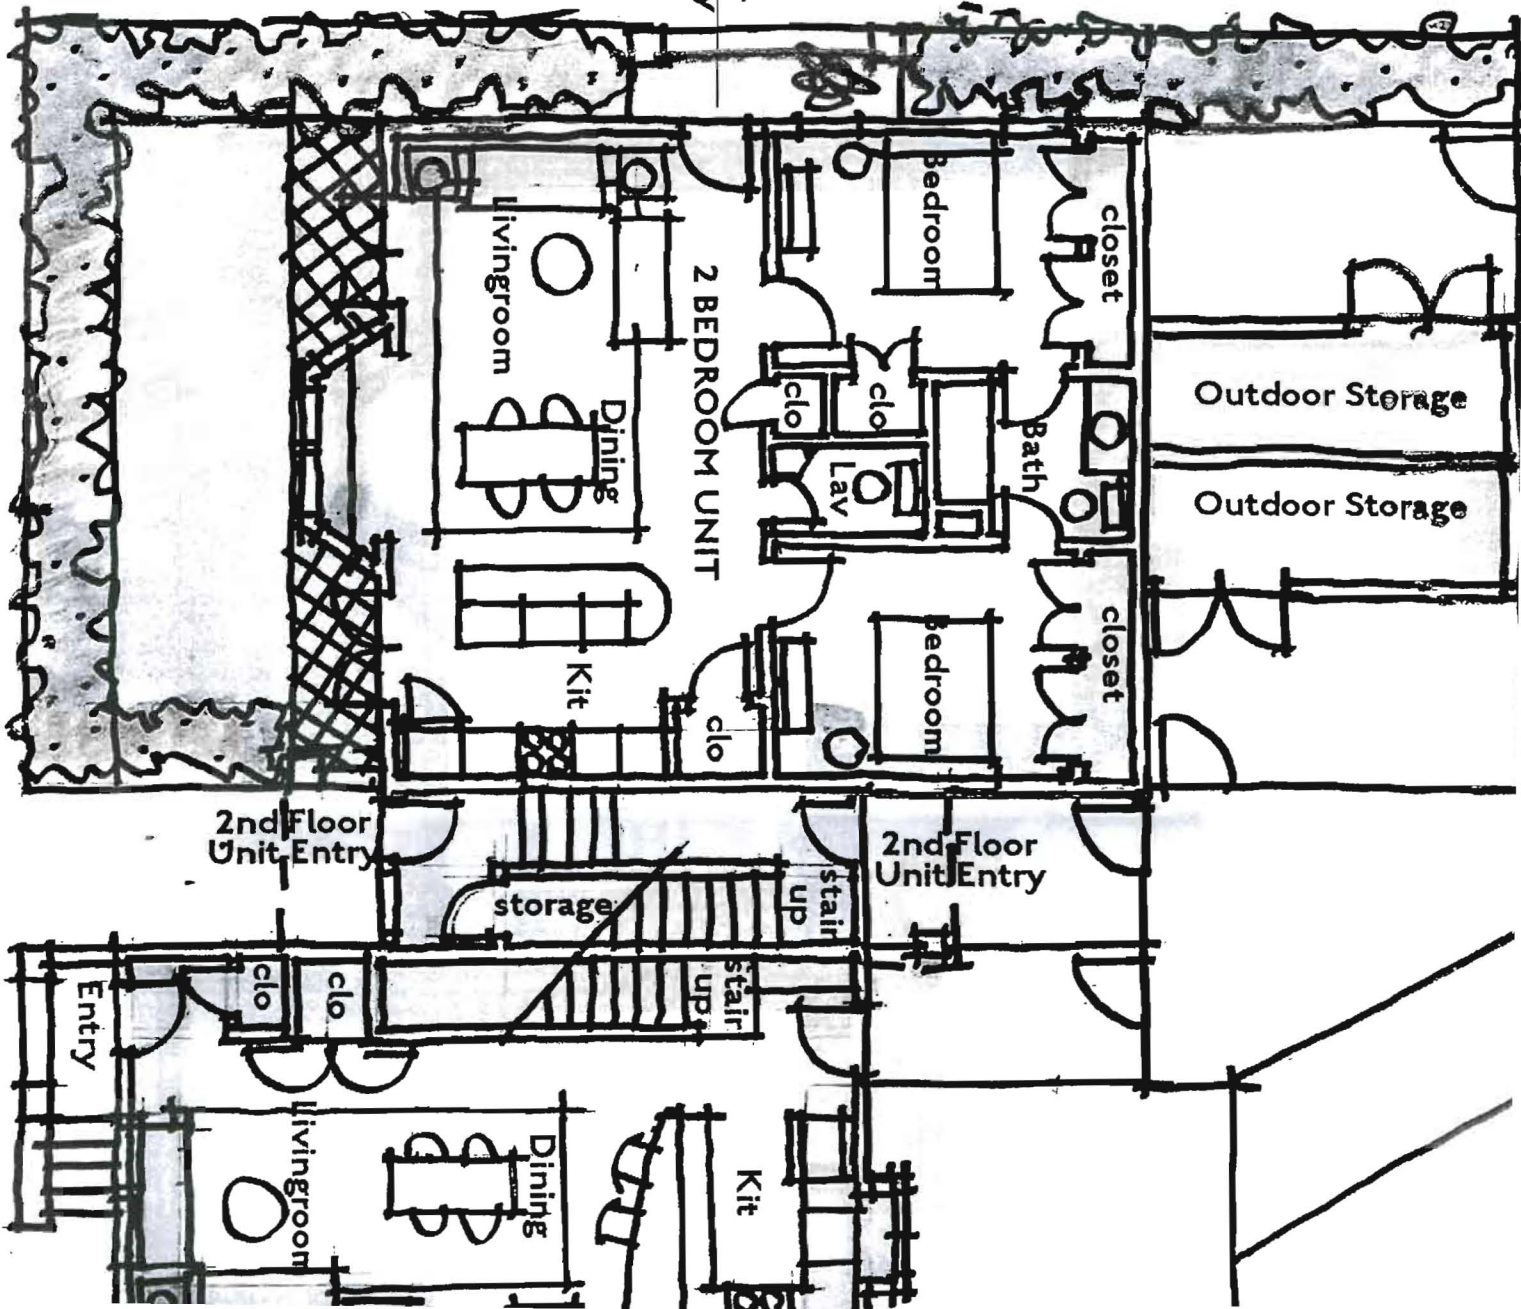 Bedroom
closet
Livingroom
2 BEDROOM UNIT
Outdoor Storage
clo
clo
Dining
Bath
Lav
Outdoor Storage
Kit
clo
Bedroom
closet
2nd Floor
Unit Entry
2nd Floor
Unit Entry
storage
stair
up
Entry
clo
clo
stair
up
Livingroom
Dining
Kit